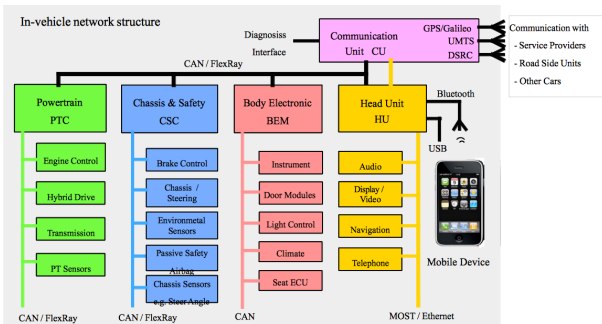 In-vehicle network structure
Diagnosiss
Interface
Communication
Unit CU
GPS/Galileo
UMTS
DSRC
Communication with
- Service Providers
- Road Side Units
- Other Cars
CAN / FlexRay
Powertrain
PTC
Chassis & Safety
CSC
Body Electronic
BEM
Head Unit
HU
Bluetooth
USB
Engine Control
Hybrid Drive
Transmission
PT Sensors
Brake Control
Chassis /
Steering
Environmetal
Sensors
Passive Safety
Airbag
Chassis Sensors
e.g. Steer Angle
Instrument
Door Modules
Light Control
Climate
Seat ECU
Audio
Display /
Video
Navigation
Telephone
Mobile Device
CAN / FlexRay
CAN / FlexRay
CAN
MOST / Ethernet